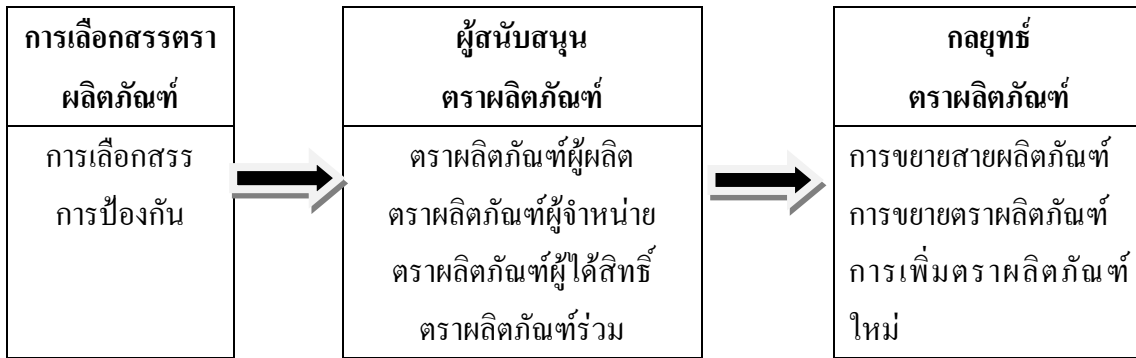 การเลือกสรรตรา
ผลิตภัณฑ์
การเลือกสรร
การป้องกัน
ผู้สนับสนุน
ตราผลิตภัณฑ์
ตราผลิตภัณฑ์ผู้ผลิต
ตราผลิตภัณฑ์ผู้จำหน่าย
ตราผลิตภัณฑ์ผู้ได้สิทธิ์
ตราผลิตภัณฑ์ร่วม
กลยุทธ์
ตราผลิตภัณฑ์
การขยายสายผลิตภัณฑ์
การขยายตราผลิตภัณฑ์
การเพิ่มตราผลิตภัณฑ์
ใหม่